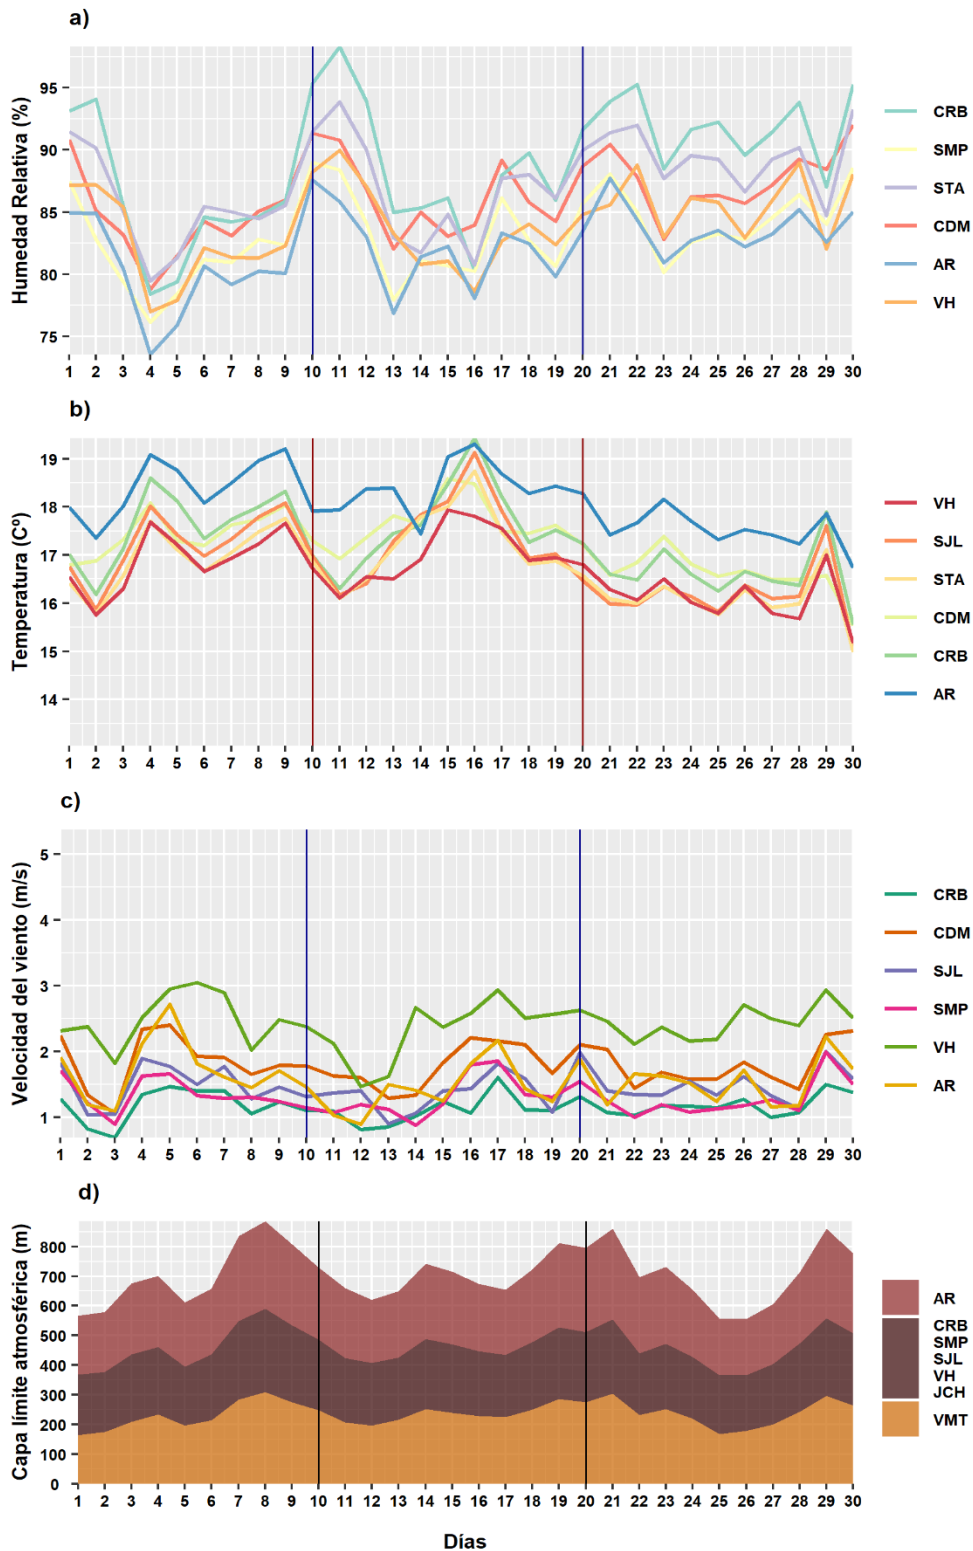 a)
Humedad Relativa (%)
95
90
85
80
75
1 2 3 4 5 6 7 8 9 10 11 12 13 14 15 16 17 18 19 20 21 22 23 24 25 26 27 28 29 30
CRB
SMP
STA
CDM
AR
VH
b)
Temperatura (Cº)
19
18
17
16
15
14
1 2 3 4 5 6 7 8 9 10 11 12 13 14 15 16 17 18 19 20 21 22 23 24 25 26 27 28 29 30
VH
SJL
STA
CDM
CRB
AR
c)
Velocidad del viento (m/s)
5
4
3
2
1
1 2 3 4 5 6 7 8 9 10 11 12 13 14 15 16 17 18 19 20 21 22 23 24 25 26 27 28 29 30
CRB
CDM
SJL
SMP
VH
AR
d)
Capa límite atmosférica (m)
800
700
600
500
400
300
200
100
0
1 2 3 4 5 6 7 8 9 10 11 12 13 14 15 16 17 18 19 20 21 22 23 24 25 26 27 28 29 30
AR
CRB
SMP
SJL
VH
JCH
VMT
Días